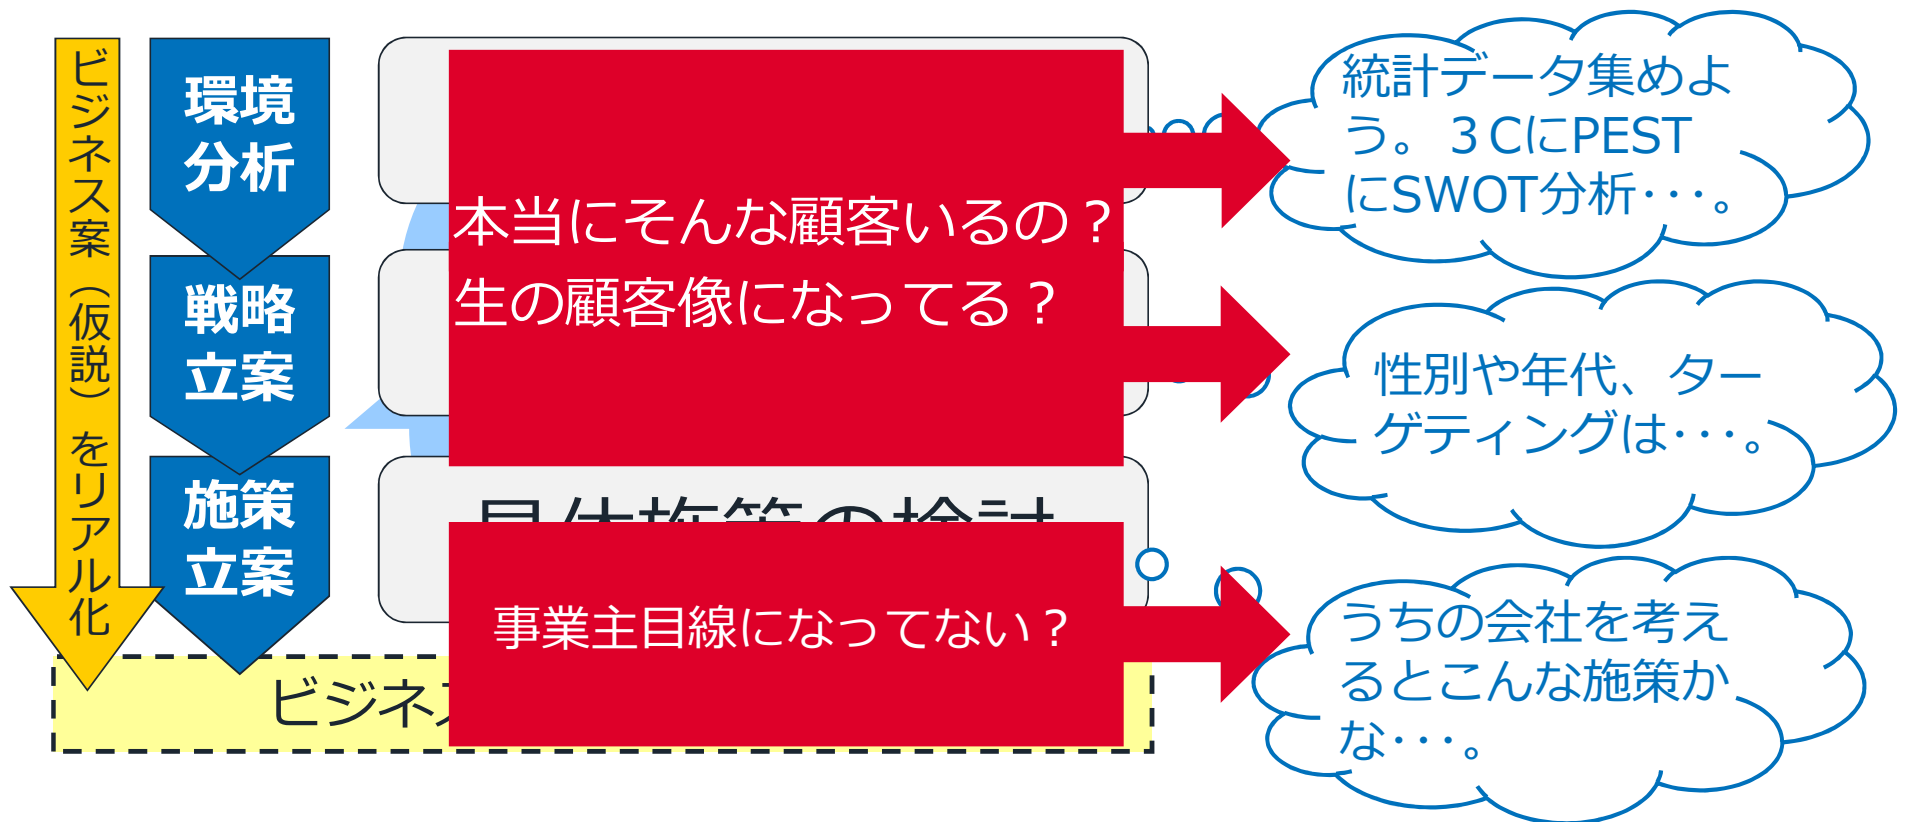 ビジネス案（仮説）をリアル化
環境
分析
戦略
立案
施策
立案
本当にそんな顧客いるの？
生の顧客像になってる？
事業主目線になってない？
ビジネ
統計データ集めよ
う。３CにPEST
にSWOT分析･･･。
性別や年代、ター
ゲティングは･･･。
うちの会社を考え
るとこんな施策か
な･･･。